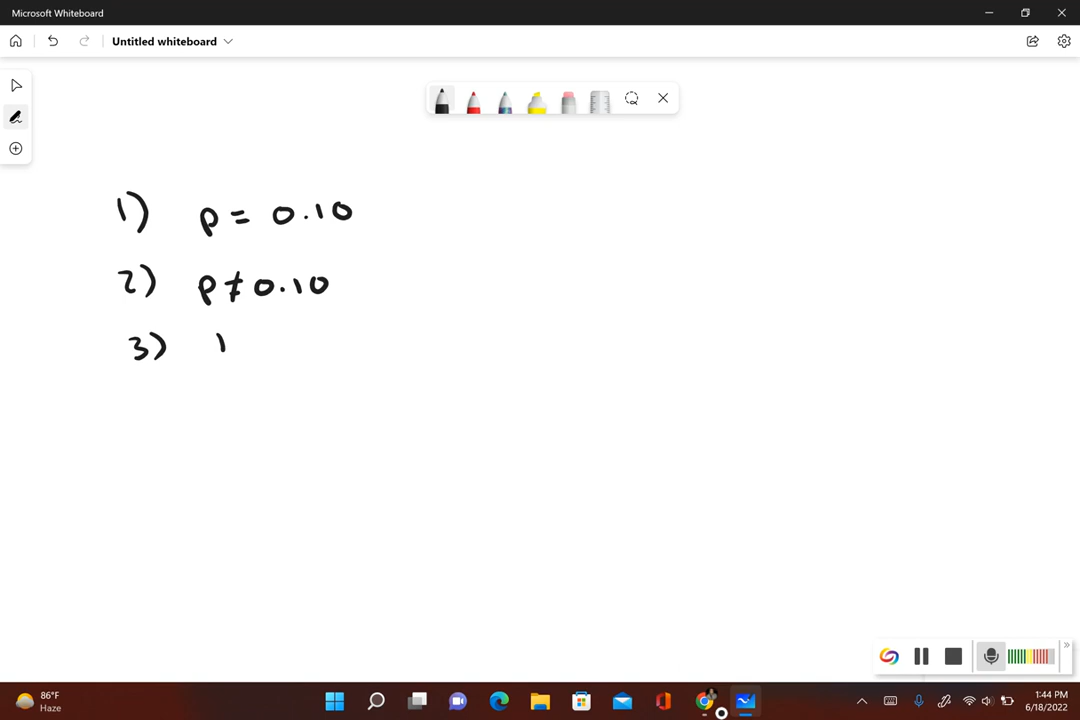 Microsoft Whiteboard
Untitled whiteboard
1) p = 0.10
2) p ≠ 0.10
3) 1
86°F
Haze
1:44 PM
6/18/2022